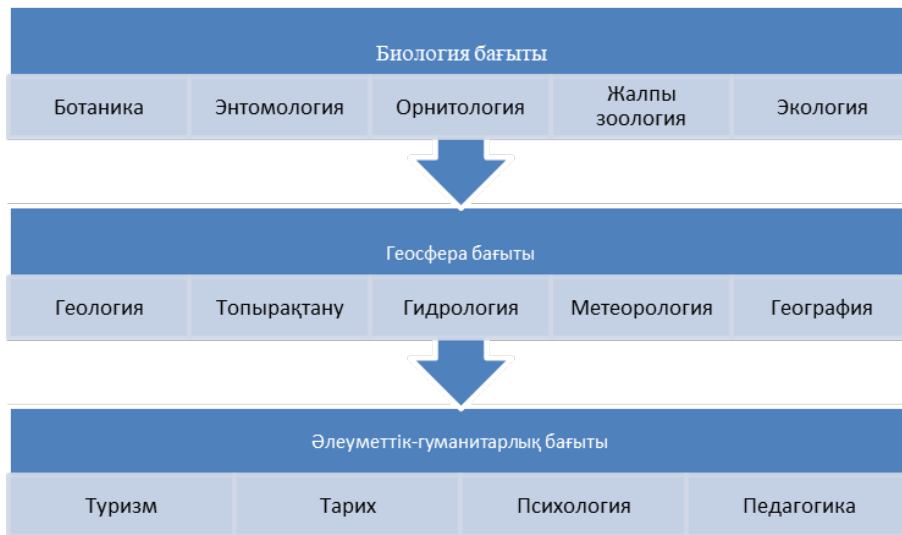 Биология бағыты
Ботаника
Энтомология
Орнитология
Жалпы
зоология
Экология
Геосфера бағыты
Геология
Топырақтану
Гидрология
Метеорология
География
Әлеуметтік-гуманитарлық бағыты
Туризм
Тарих
Психология
Педагогика